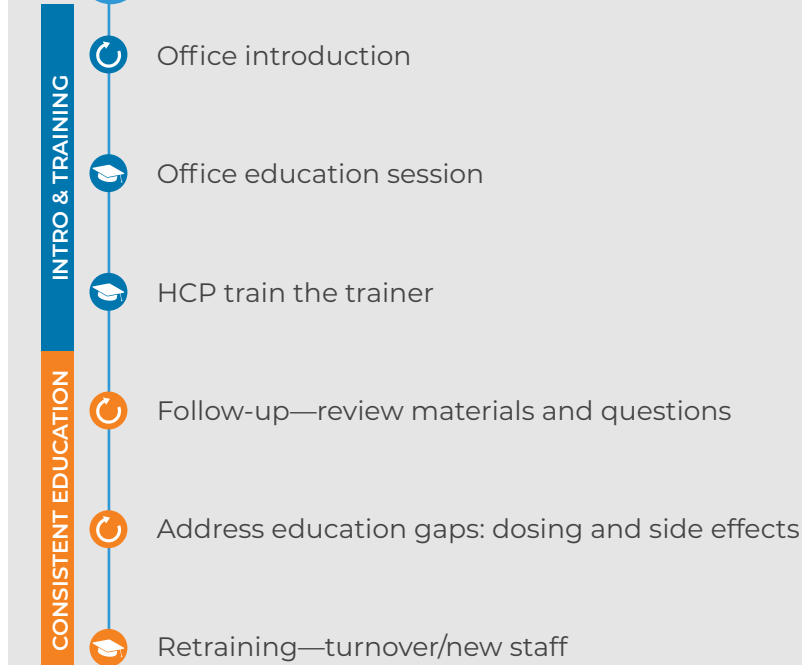 INTRO & TRAINING
Office introduction
Office education session
HCP train the trainer
CONSISTENT EDUCATION
Follow-up—review materials and questions
Address education gaps: dosing and side effects
Retraining—turnover/new staff